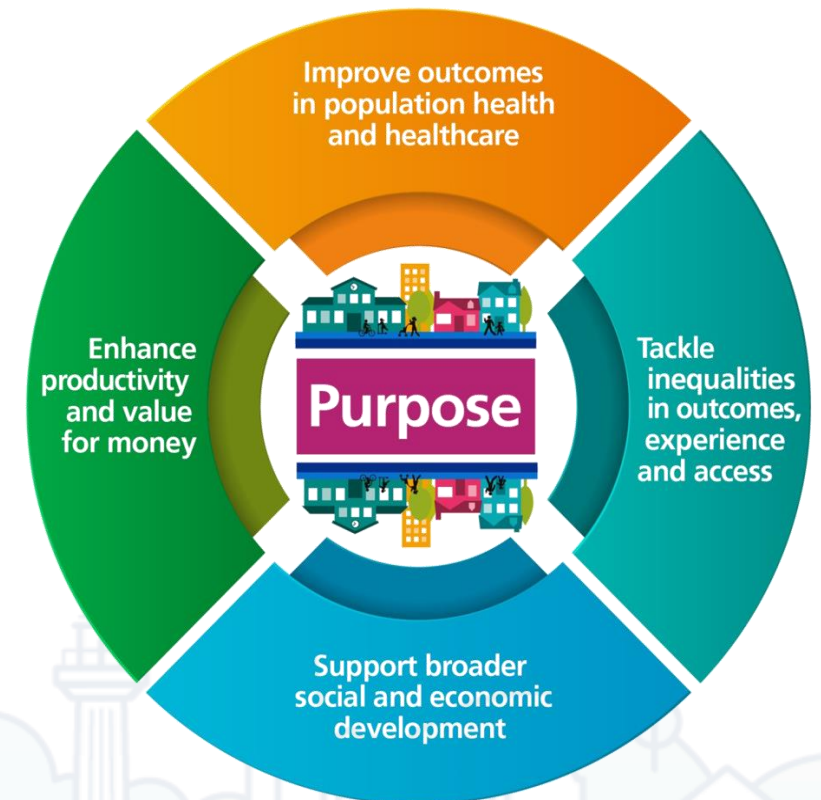 Improve outcomes
in population health
and healthcare
Enhance
productivity
and value
for money
Purpose
Tackle
inequalities
in outcomes,
experience
and access
Support broader
social and economic
development